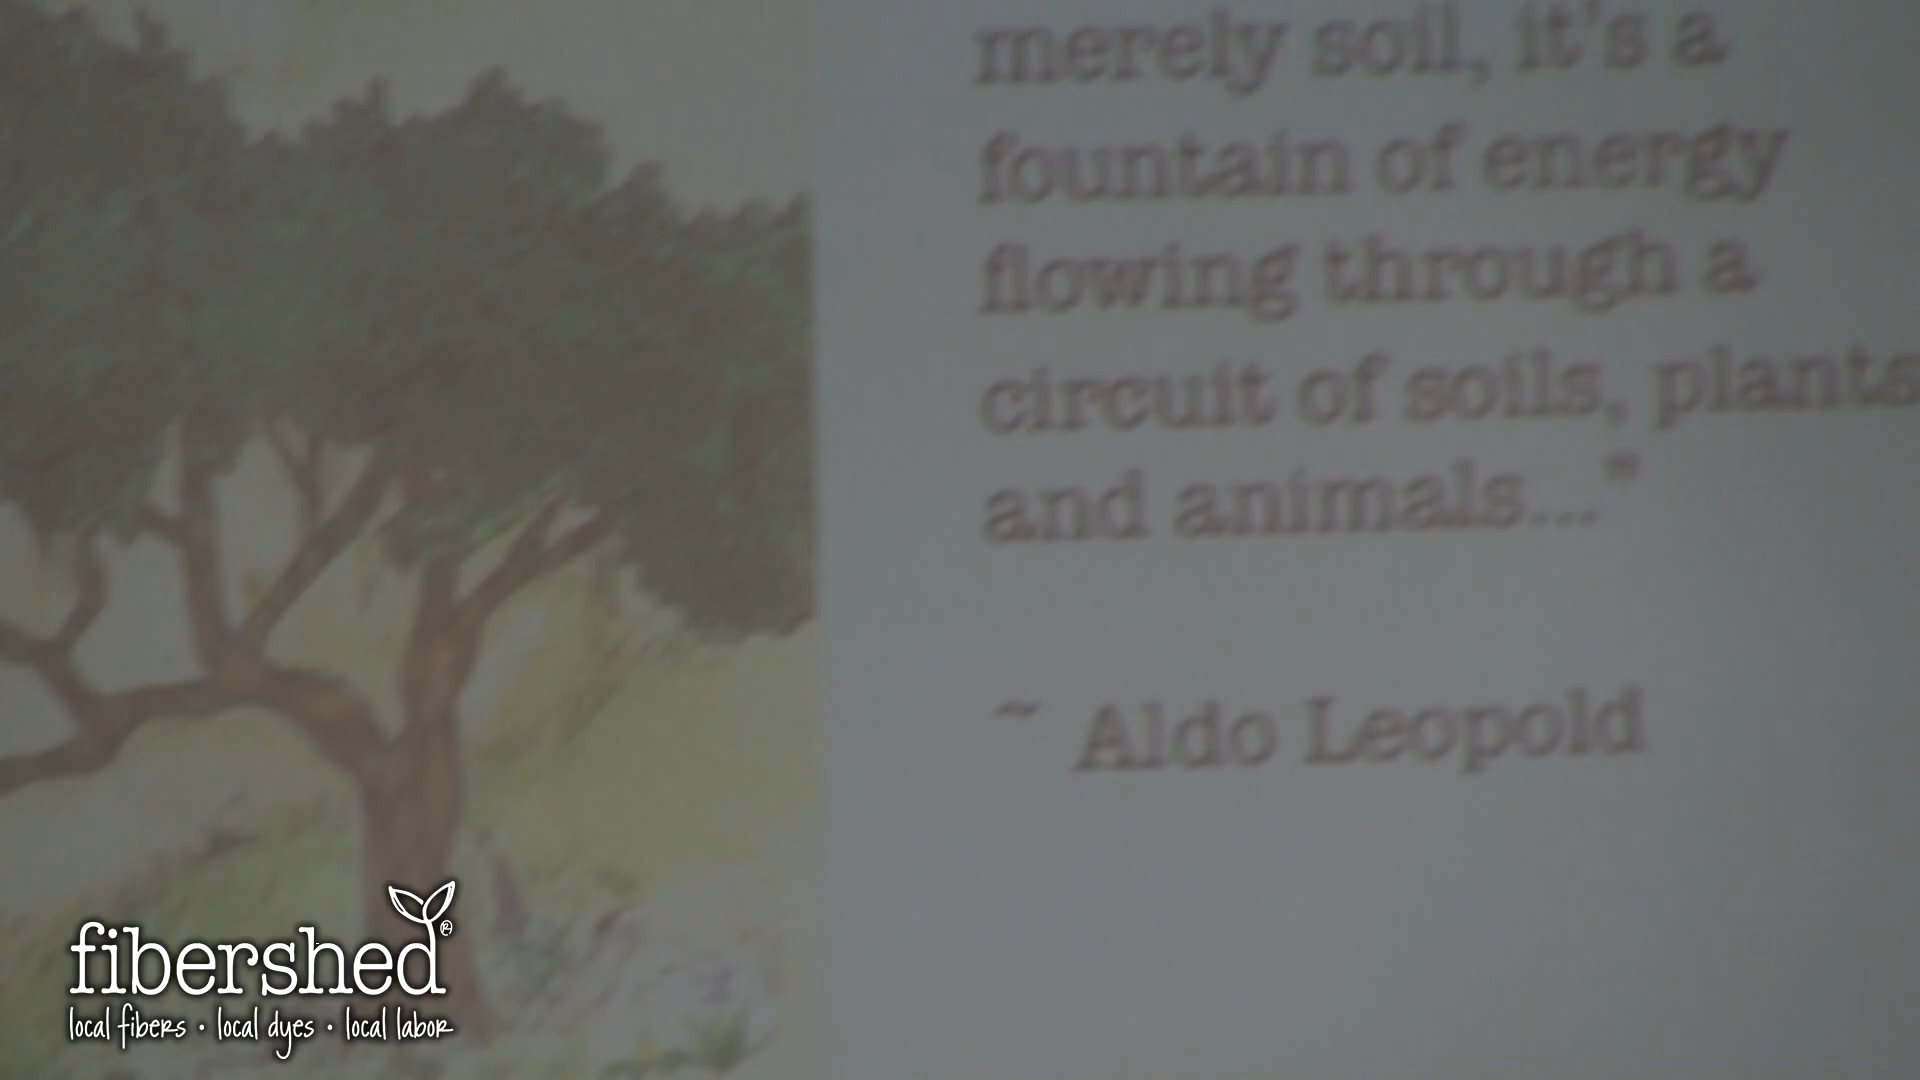 merely soil, it's a
fountain of energy
flowing through a
circuit of soils, plants
and animals..."
~ Aldo Leopold
fibershed®
local fibers • local dyes • local labor